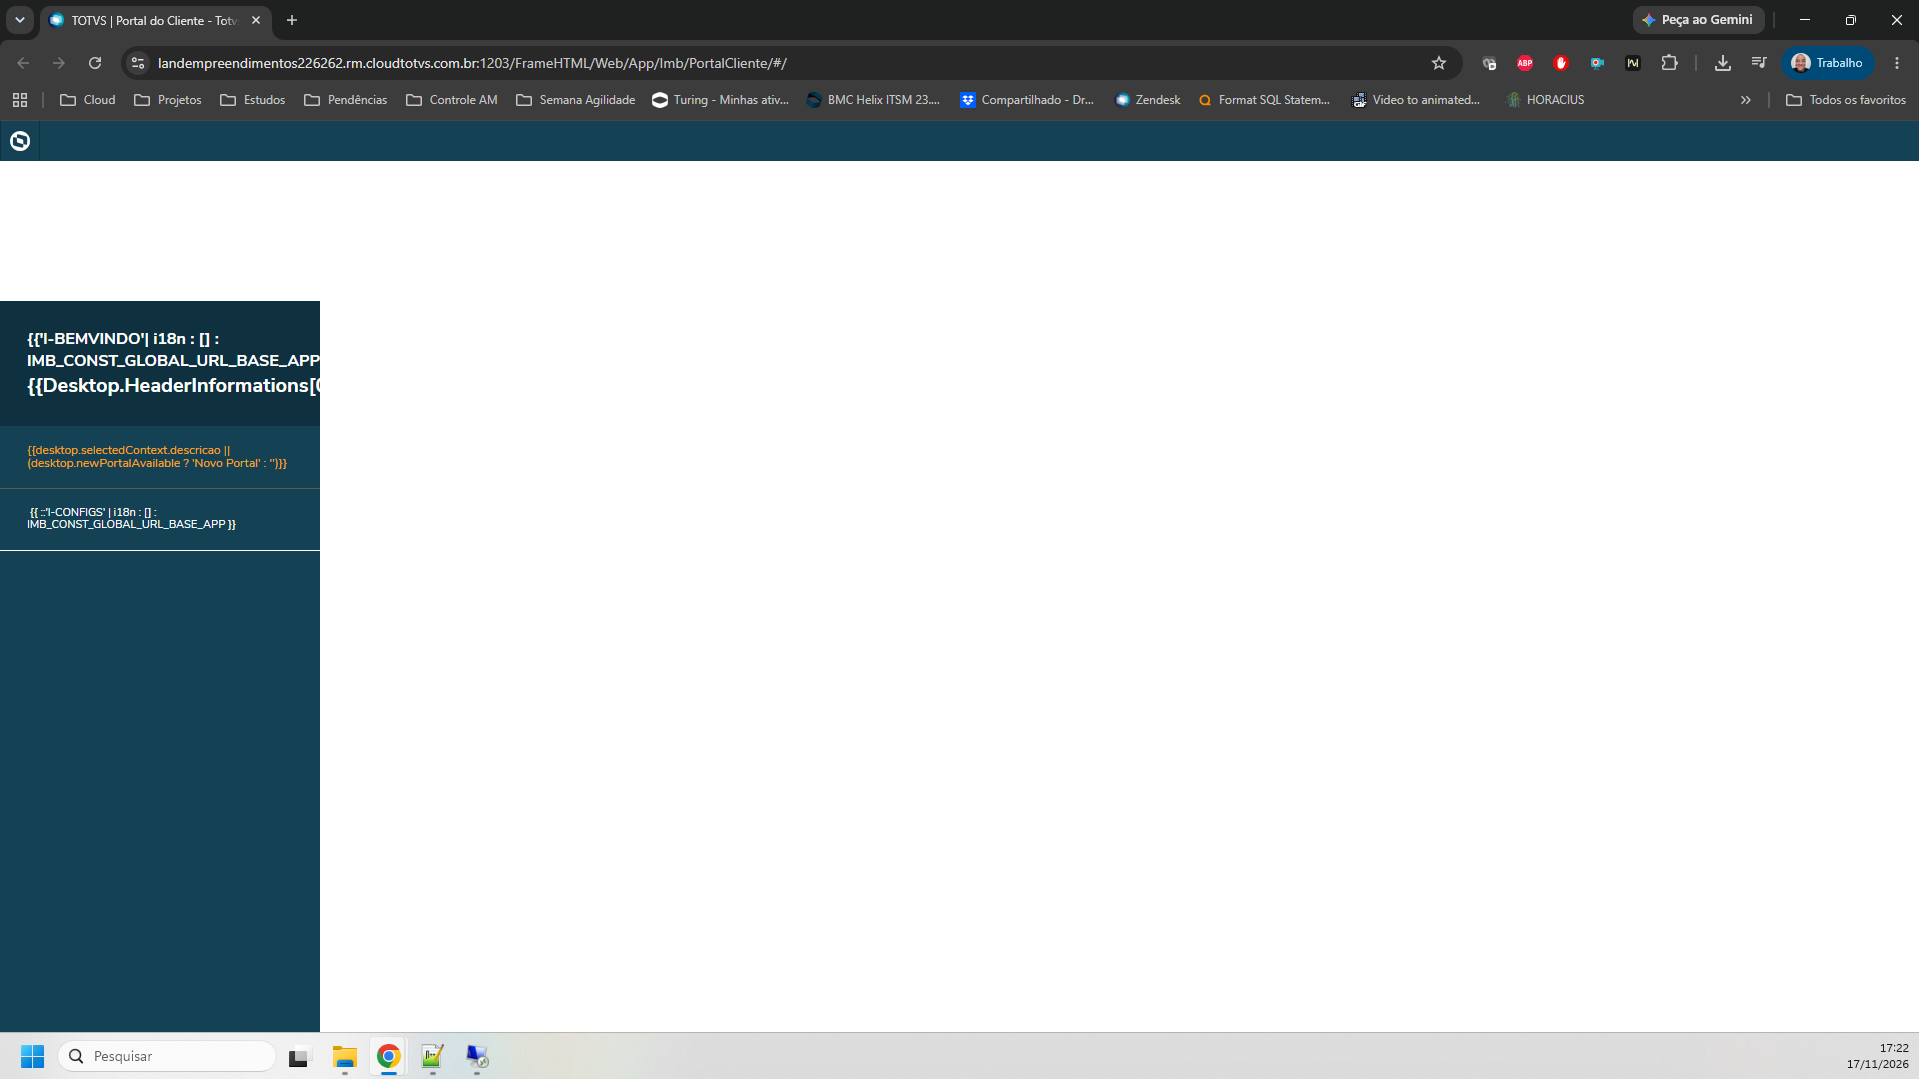 TOTVS | Portal do Cliente - Totv
Peça ao Gemini
landempreendimentos226262.rm.cloudtotvs.com.br:1203/FrameHTML/Web/App/Imb/PortalCliente/#/
ABP
Trabalho
Cloud
Projetos
Estudos
Pendências
Controle AM
Semana Agilidade
Turing - Minhas ativ...
BMC Helix ITSM 23....
Compartilhado - Dr...
Zendesk
Format SQL Statem...
Video to animated...
HORACIUS
Todos os favoritos
{{'I-BEMVINDO'| i18n : [] :
IMB_CONST_GLOBAL_URL_BASE_APP
{{Desktop.HeaderInformations[0
{{desktop.selectedContext.descricao ||
(desktop.newPortalAvailable ? 'Novo Portal' : '')}}
{{ ::'I-CONFIGS' | i18n : [] :
IMB_CONST_GLOBAL_URL_BASE_APP }}
Pesquisar
17:22
17/11/2026